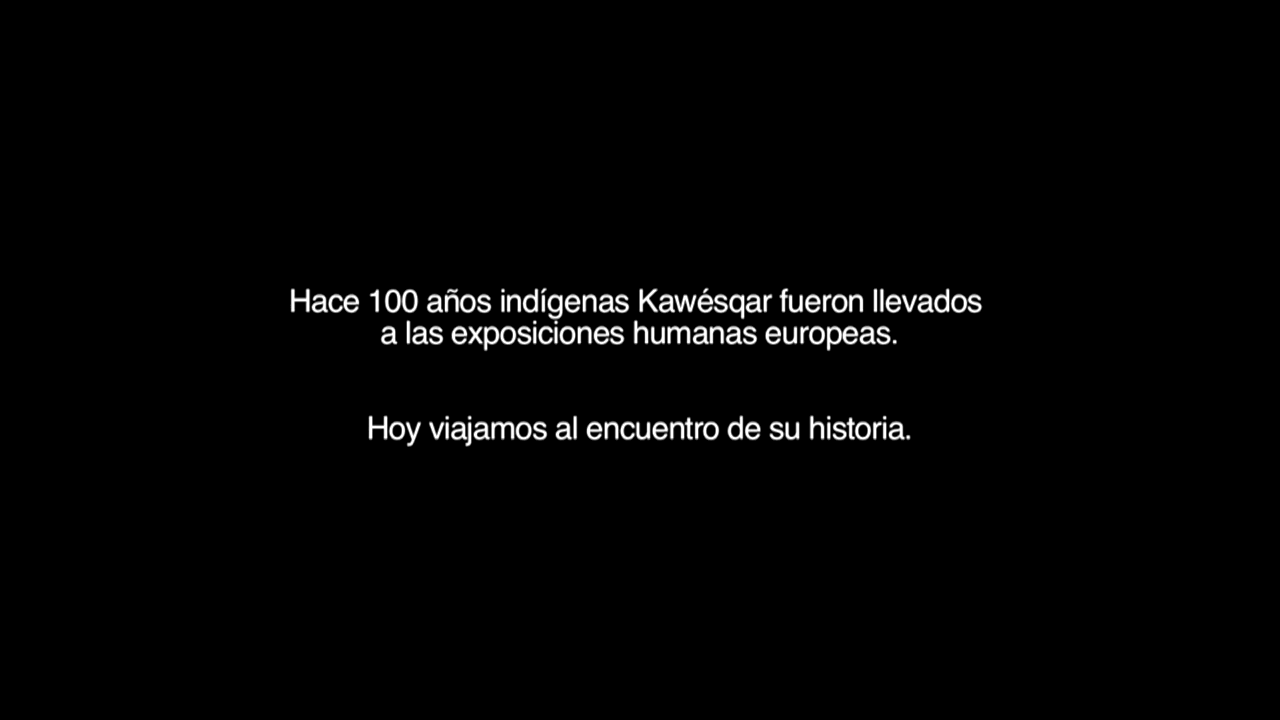 Hace 100 años indígenas Kawésqar fueron llevados
a las exposiciones humanas europeas.
Hoy viajamos al encuentro de su historia.